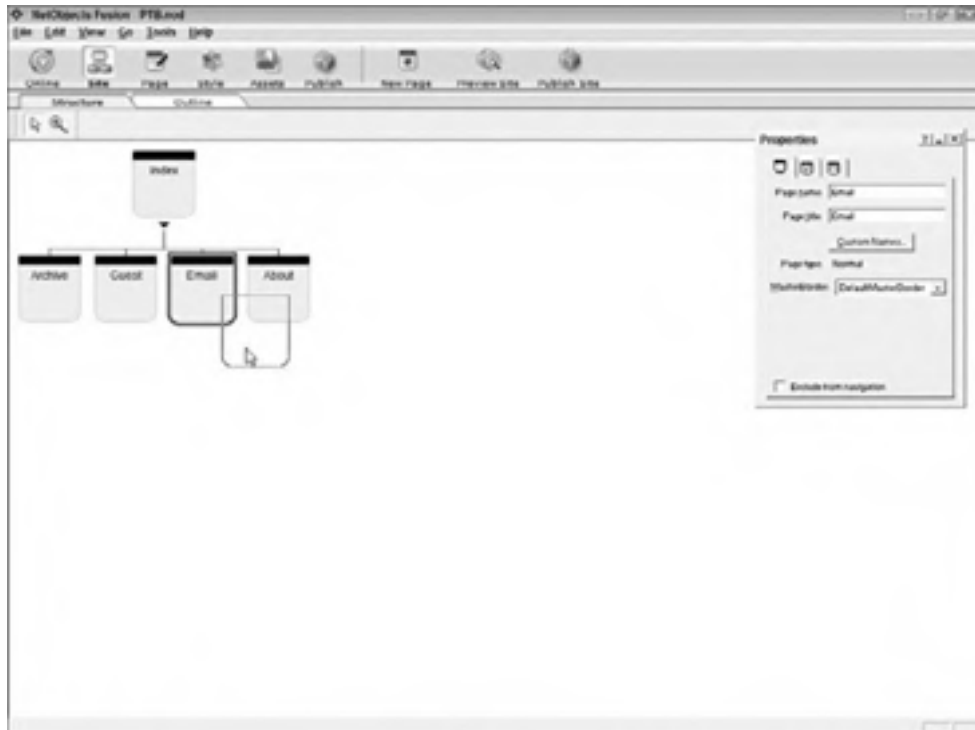 NetObjects Fusion PTB.nod
File Edit View Go Tools Help
Online Site Page Style Assets Publish New Page Preview Site Publish Site
Structure Outline
Index
Archive Guest Email About
Properties
Page name: Email
Page title: Email
Custom Names...
Page type: Normal
MasterBorder: DefaultMasterBorder
Exclude from navigation